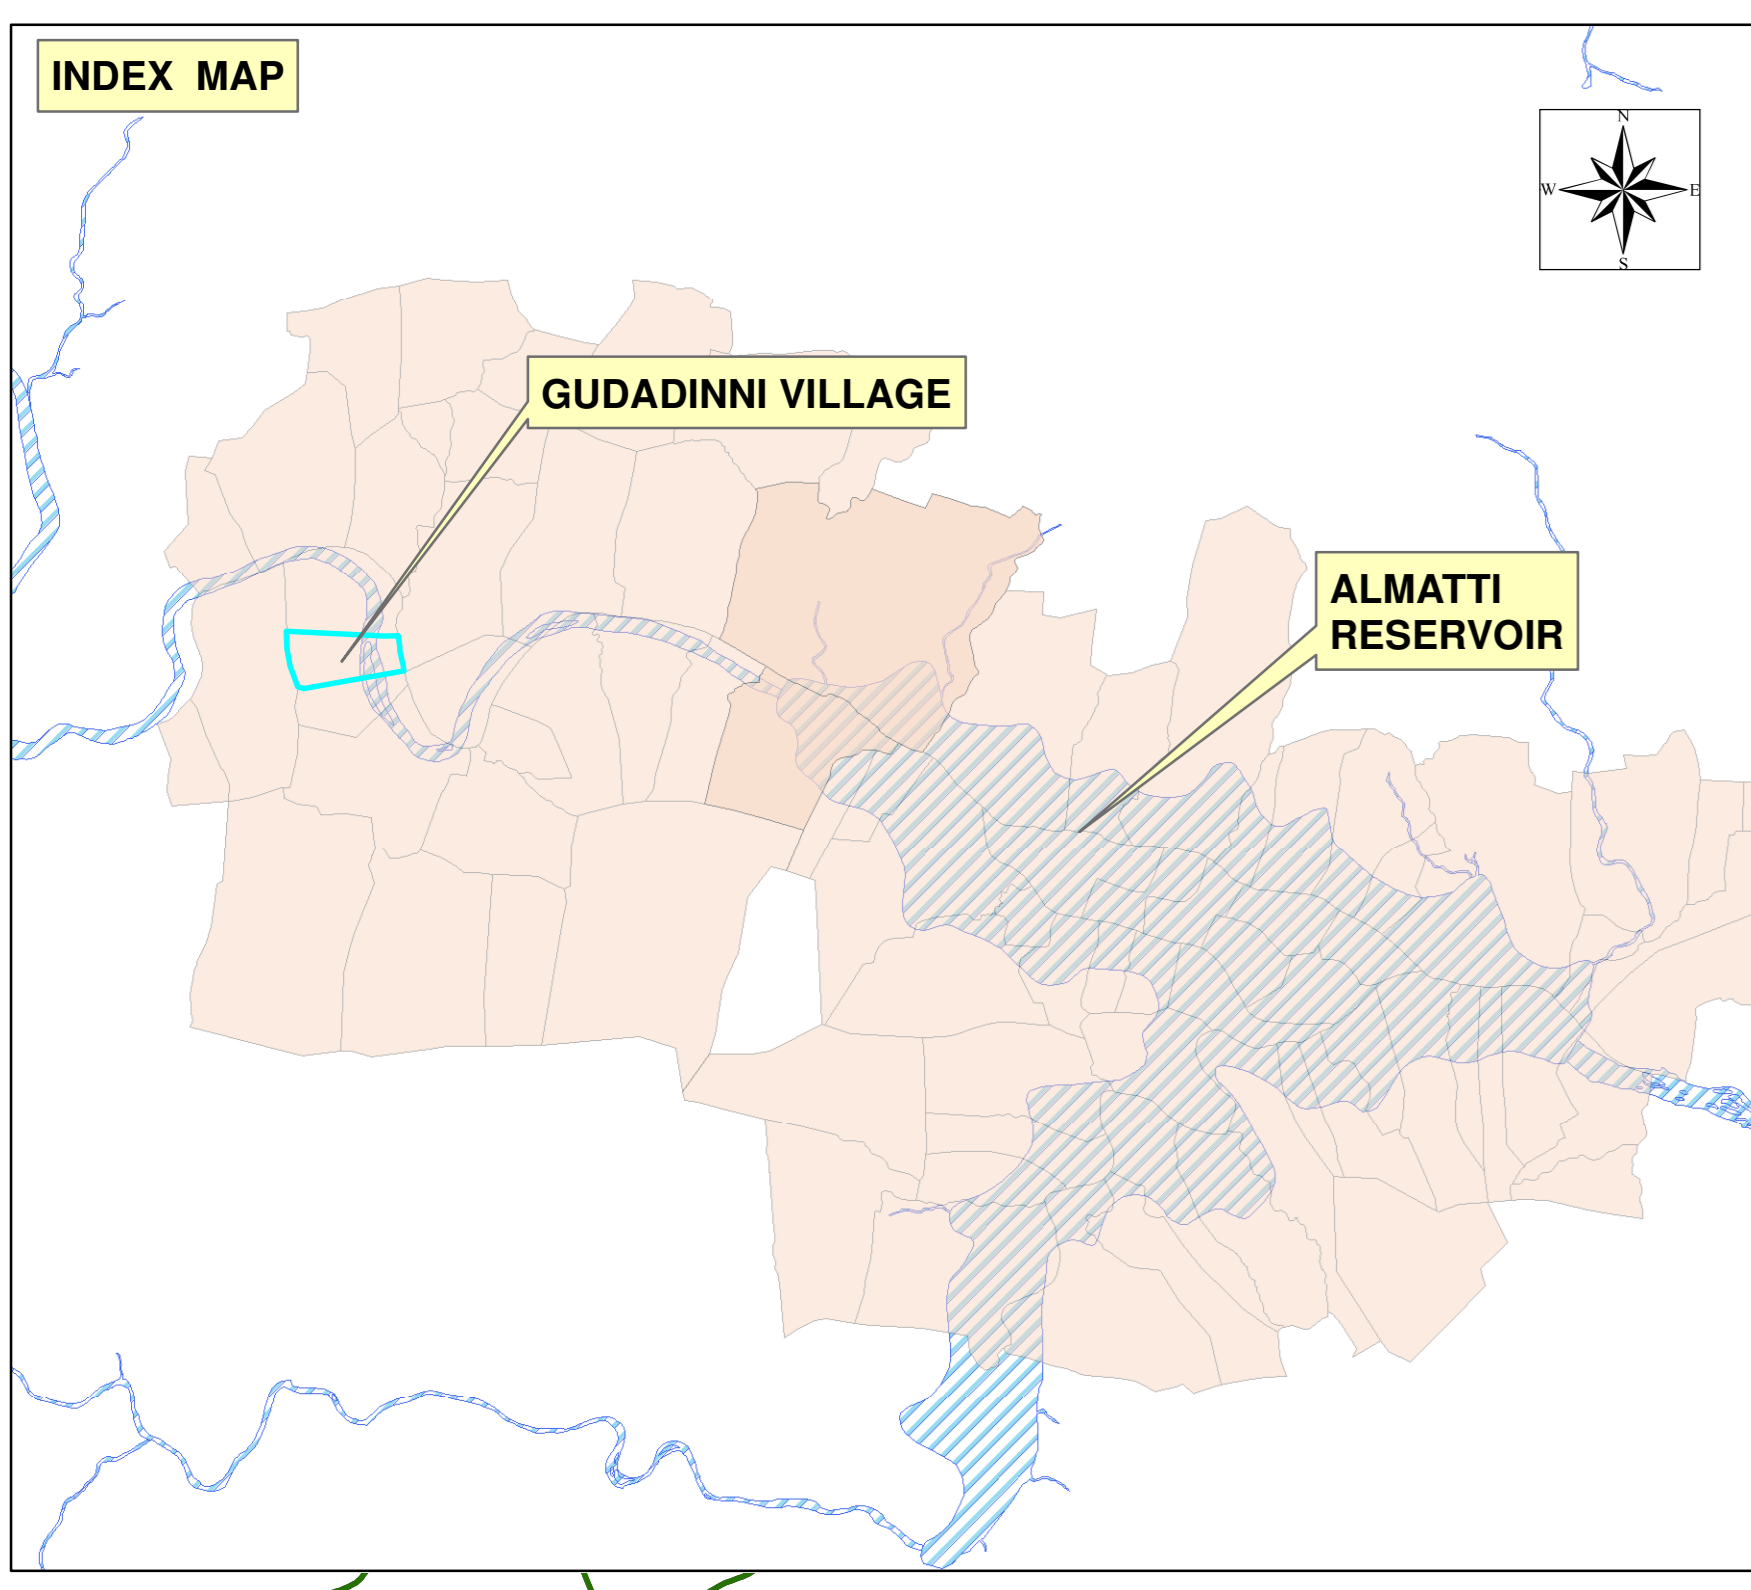 INDEX MAP
N
W
E
S
GUDADINNI VILLAGE
ALMATTI
RESERVOIR